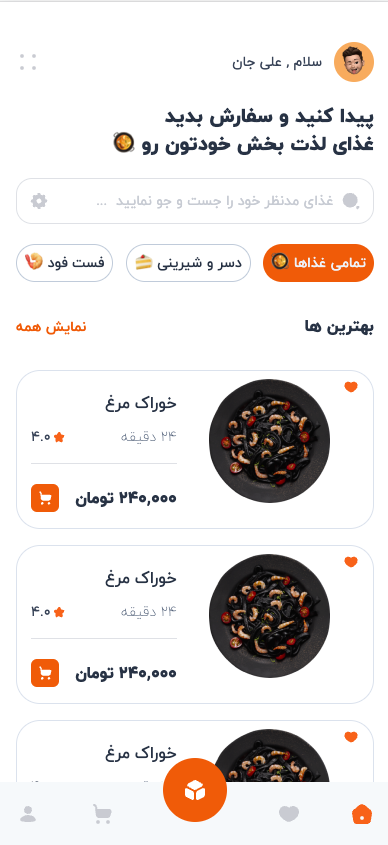 سلام , علی جان
پیدا کنید و سفارش بدید
غذای لذت بخش خودتون رو 🥘
غذای مدنظر خود را جست و جو نمایید ...
تمامی غذاها 🥘
دسر و شیرینی 🍰
فست فود 🍤
بهترین ها
نمایش همه
خوراک مرغ
۲۴ دقیقه
۴.۰
۲۴۰,۰۰۰ تومان
خوراک مرغ
۲۴ دقیقه
۴.۰
۲۴۰,۰۰۰ تومان
خوراک مرغ